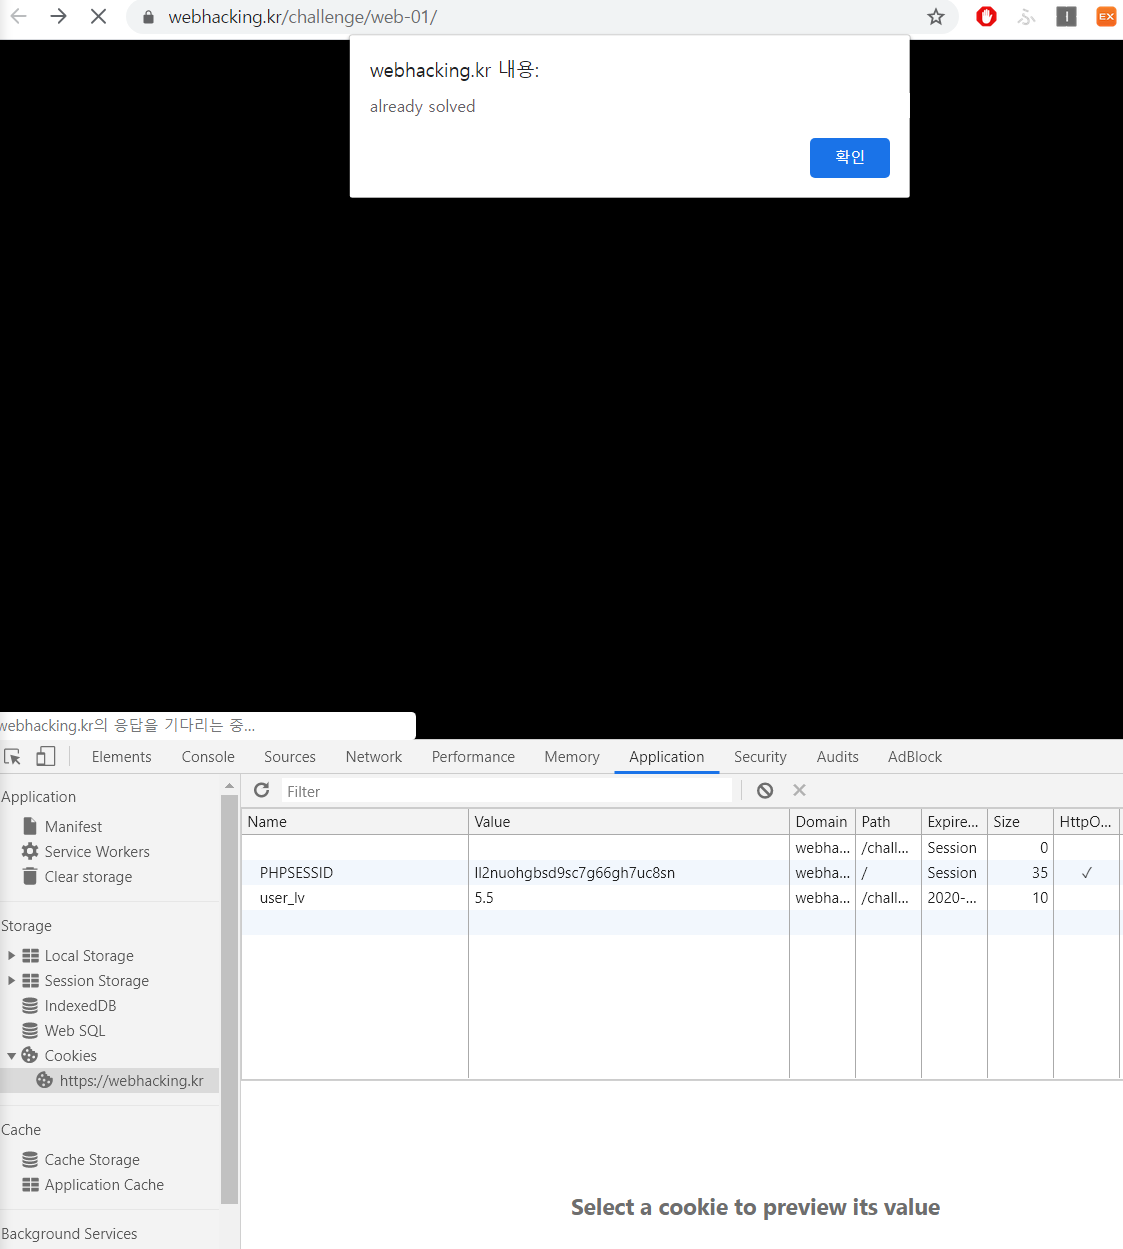 webhacking.kr/challenge/web-01/
EX
webhacking.kr 내용:
already solved
확인
webhacking.kr의 응답을 기다리는 중...
Elements Console Sources Network Performance Memory Application Security Audits AdBlock
Application
Manifest
Service Workers
Clear storage
Storage
Local Storage
Session Storage
IndexedDB
Web SQL
Cookies
https://webhacking.kr
Cache
Cache Storage
Application Cache
Background Services
Filter
Name Value Domain Path Expire... Size HttpO...
webha... /chall... Session 0
PHPSESSID ll2nuohgbsd9sc7g66gh7uc8sn webha... / Session 35 ✓
user_lv 5.5 webha... /chall... 2020-... 10
Select a cookie to preview its value